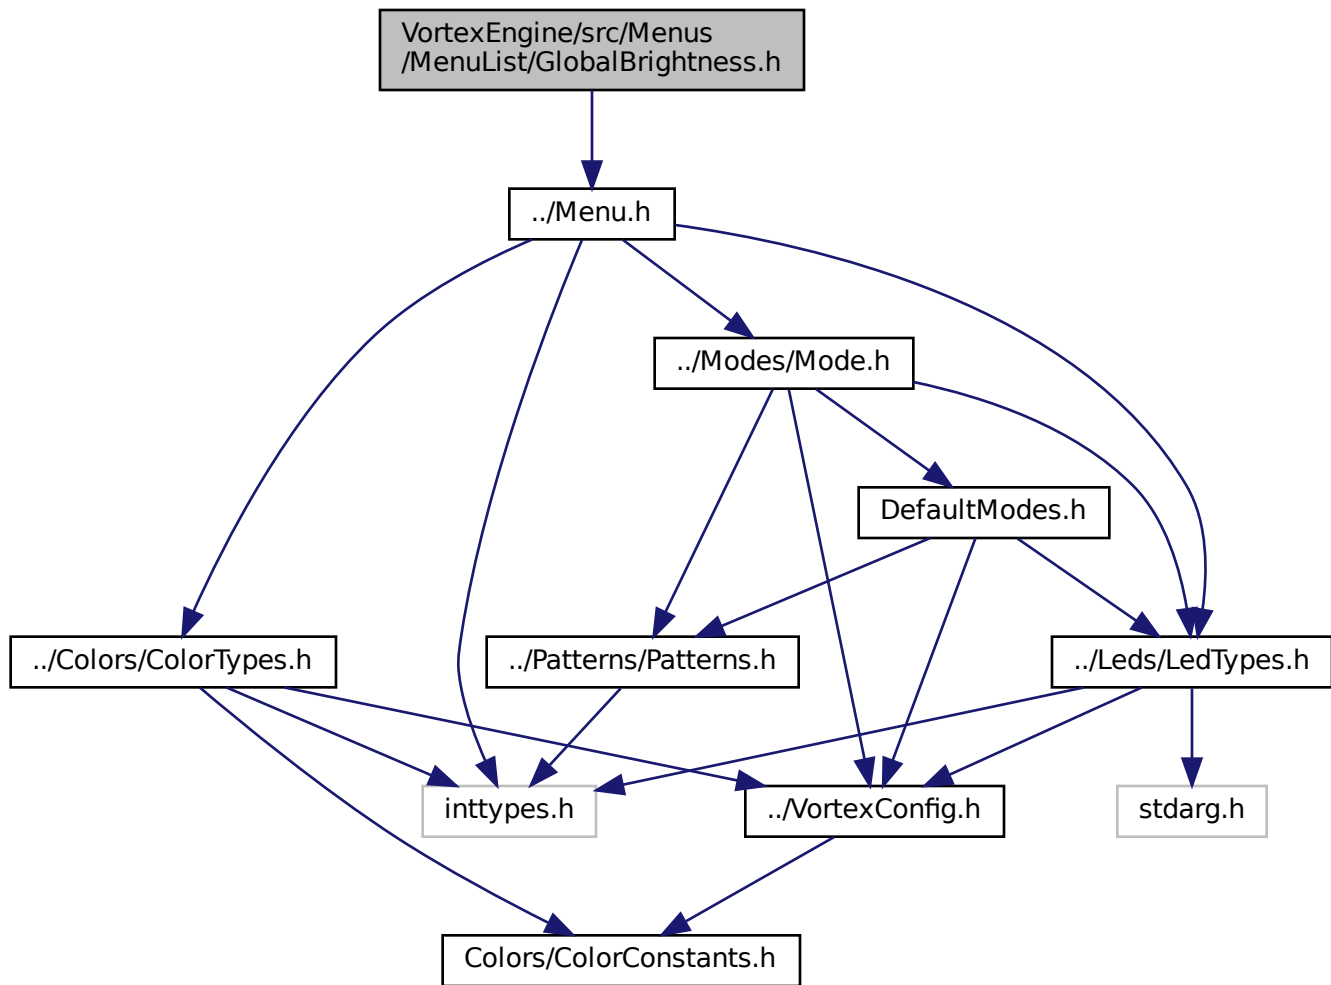 VortexEngine/src/Menus
/MenuList/GlobalBrightness.h
../Menu.h
../Modes/Mode.h
DefaultModes.h
../Colors/ColorTypes.h
../Patterns/Patterns.h
../Leds/LedTypes.h
inttypes.h
../VortexConfig.h
stdarg.h
Colors/ColorConstants.h